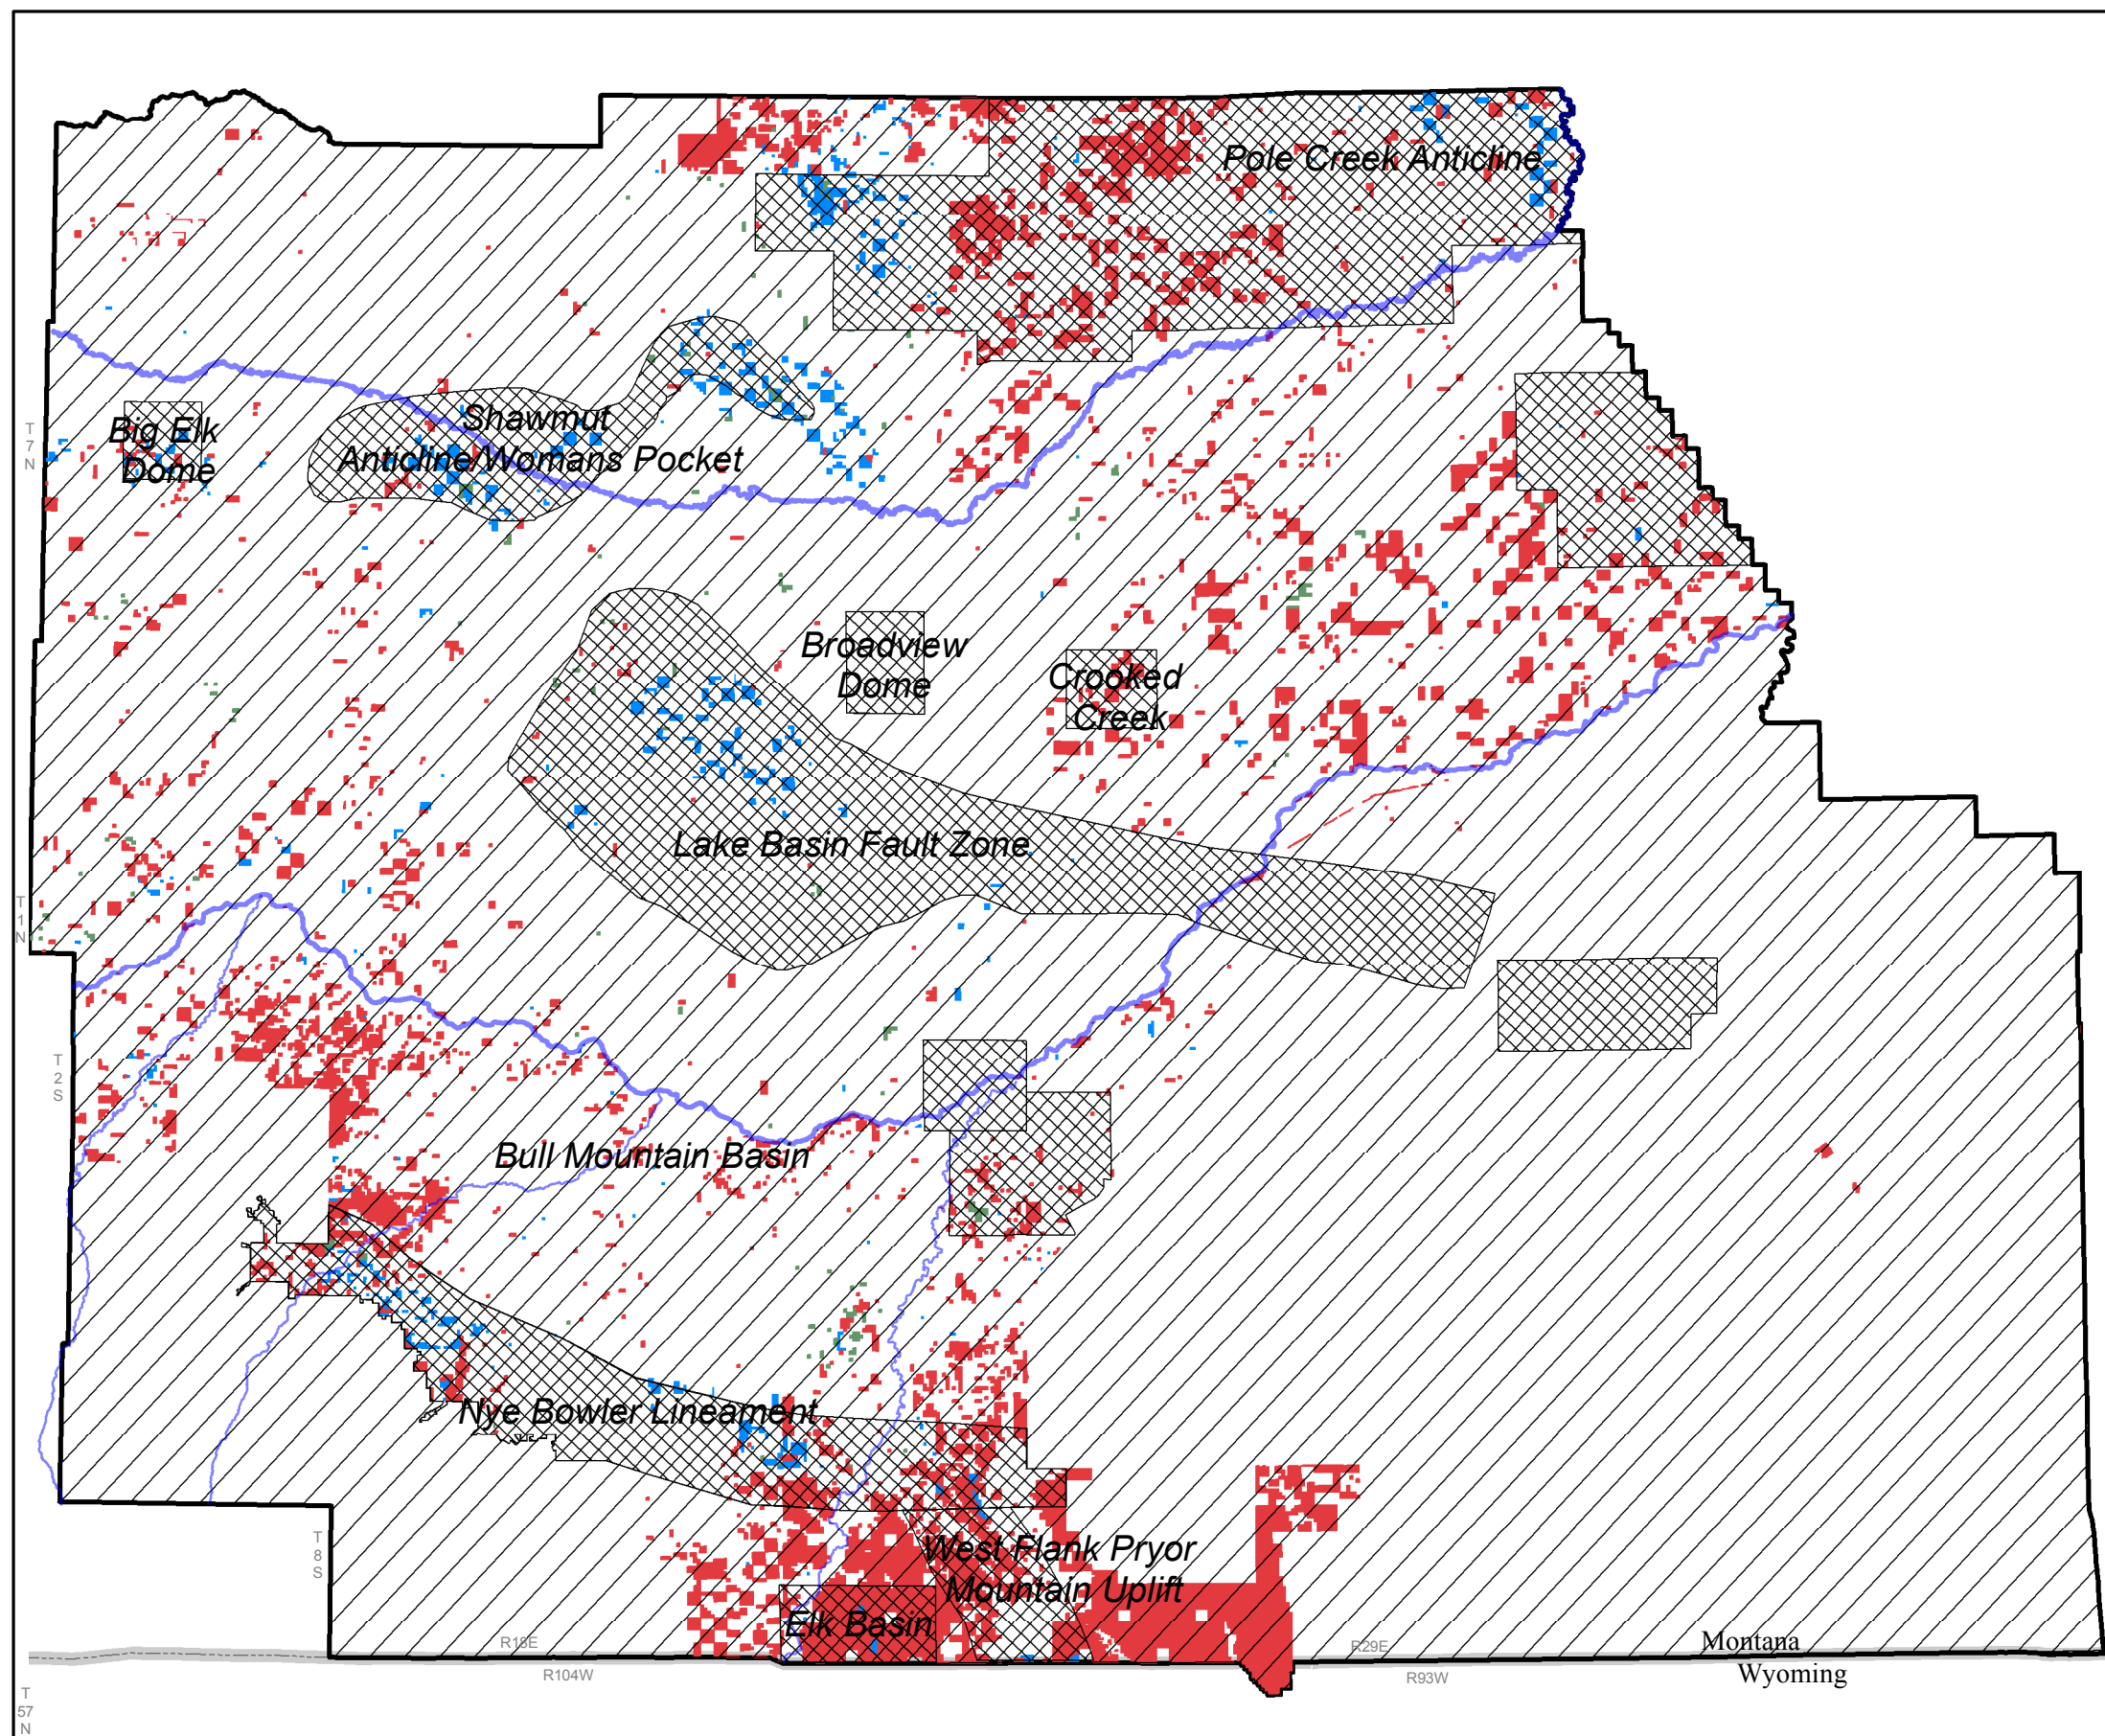 Pole Creek Anticline
Big Elk
Dome
Shawmut
Anticline/Womans Pocket
T
7
N
Broadview
Dome
Crooked
Creek
Lake Basin Fault Zone
T
1
N
T
2
S
Bull Mountain Basin
Nye Bowler Lineament
T
8
S
West Flank Pryor
Mountain Uplift
Elk Basin
R18E
R29E
Montana
R104W
R93W
Wyoming
T
57
N